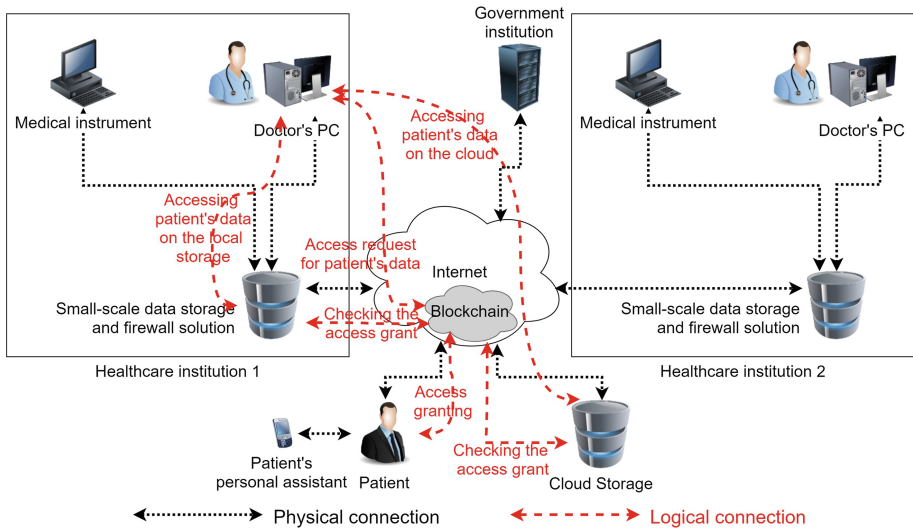 Government
institution
Medical instrument
Doctor's PC
Accessing
patient's data
on the cloud
Medical instrument
Doctor's PC
Accessing
patient's data
on the local
storage
Access request
for patient's data
Internet
Blockchain
Small-scale data storage
and firewall solution
Checking the
access grant
Small-scale data storage
and firewall solution
Healthcare institution 1
Healthcare institution 2
Access
granting
Checking the
access grant
Patient's
personal assistant
Patient
Cloud Storage
Physical connection
Logical connection